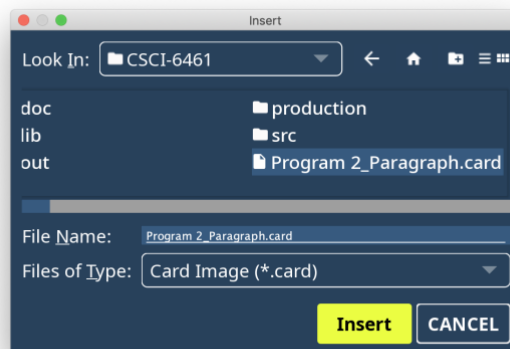 Insert
Look In: CSCI-6461
doc production
lib src
out Program 2_Paragraph.card
File Name: Program 2_Paragraph.card
Files of Type: Card Image (*.card)
Insert CANCEL